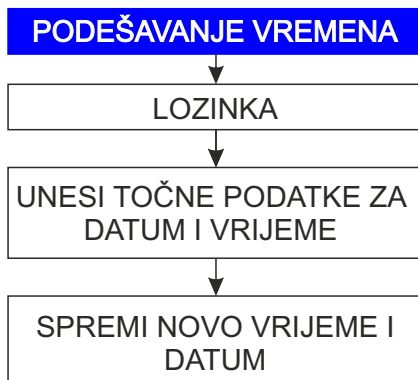 PODEŠAVANJE VREMENA
LOZINKA
UNESI TOČNE PODATKE ZA
DATUM I VRIJEME
SPREMI NOVO VRIJEME I
DATUM